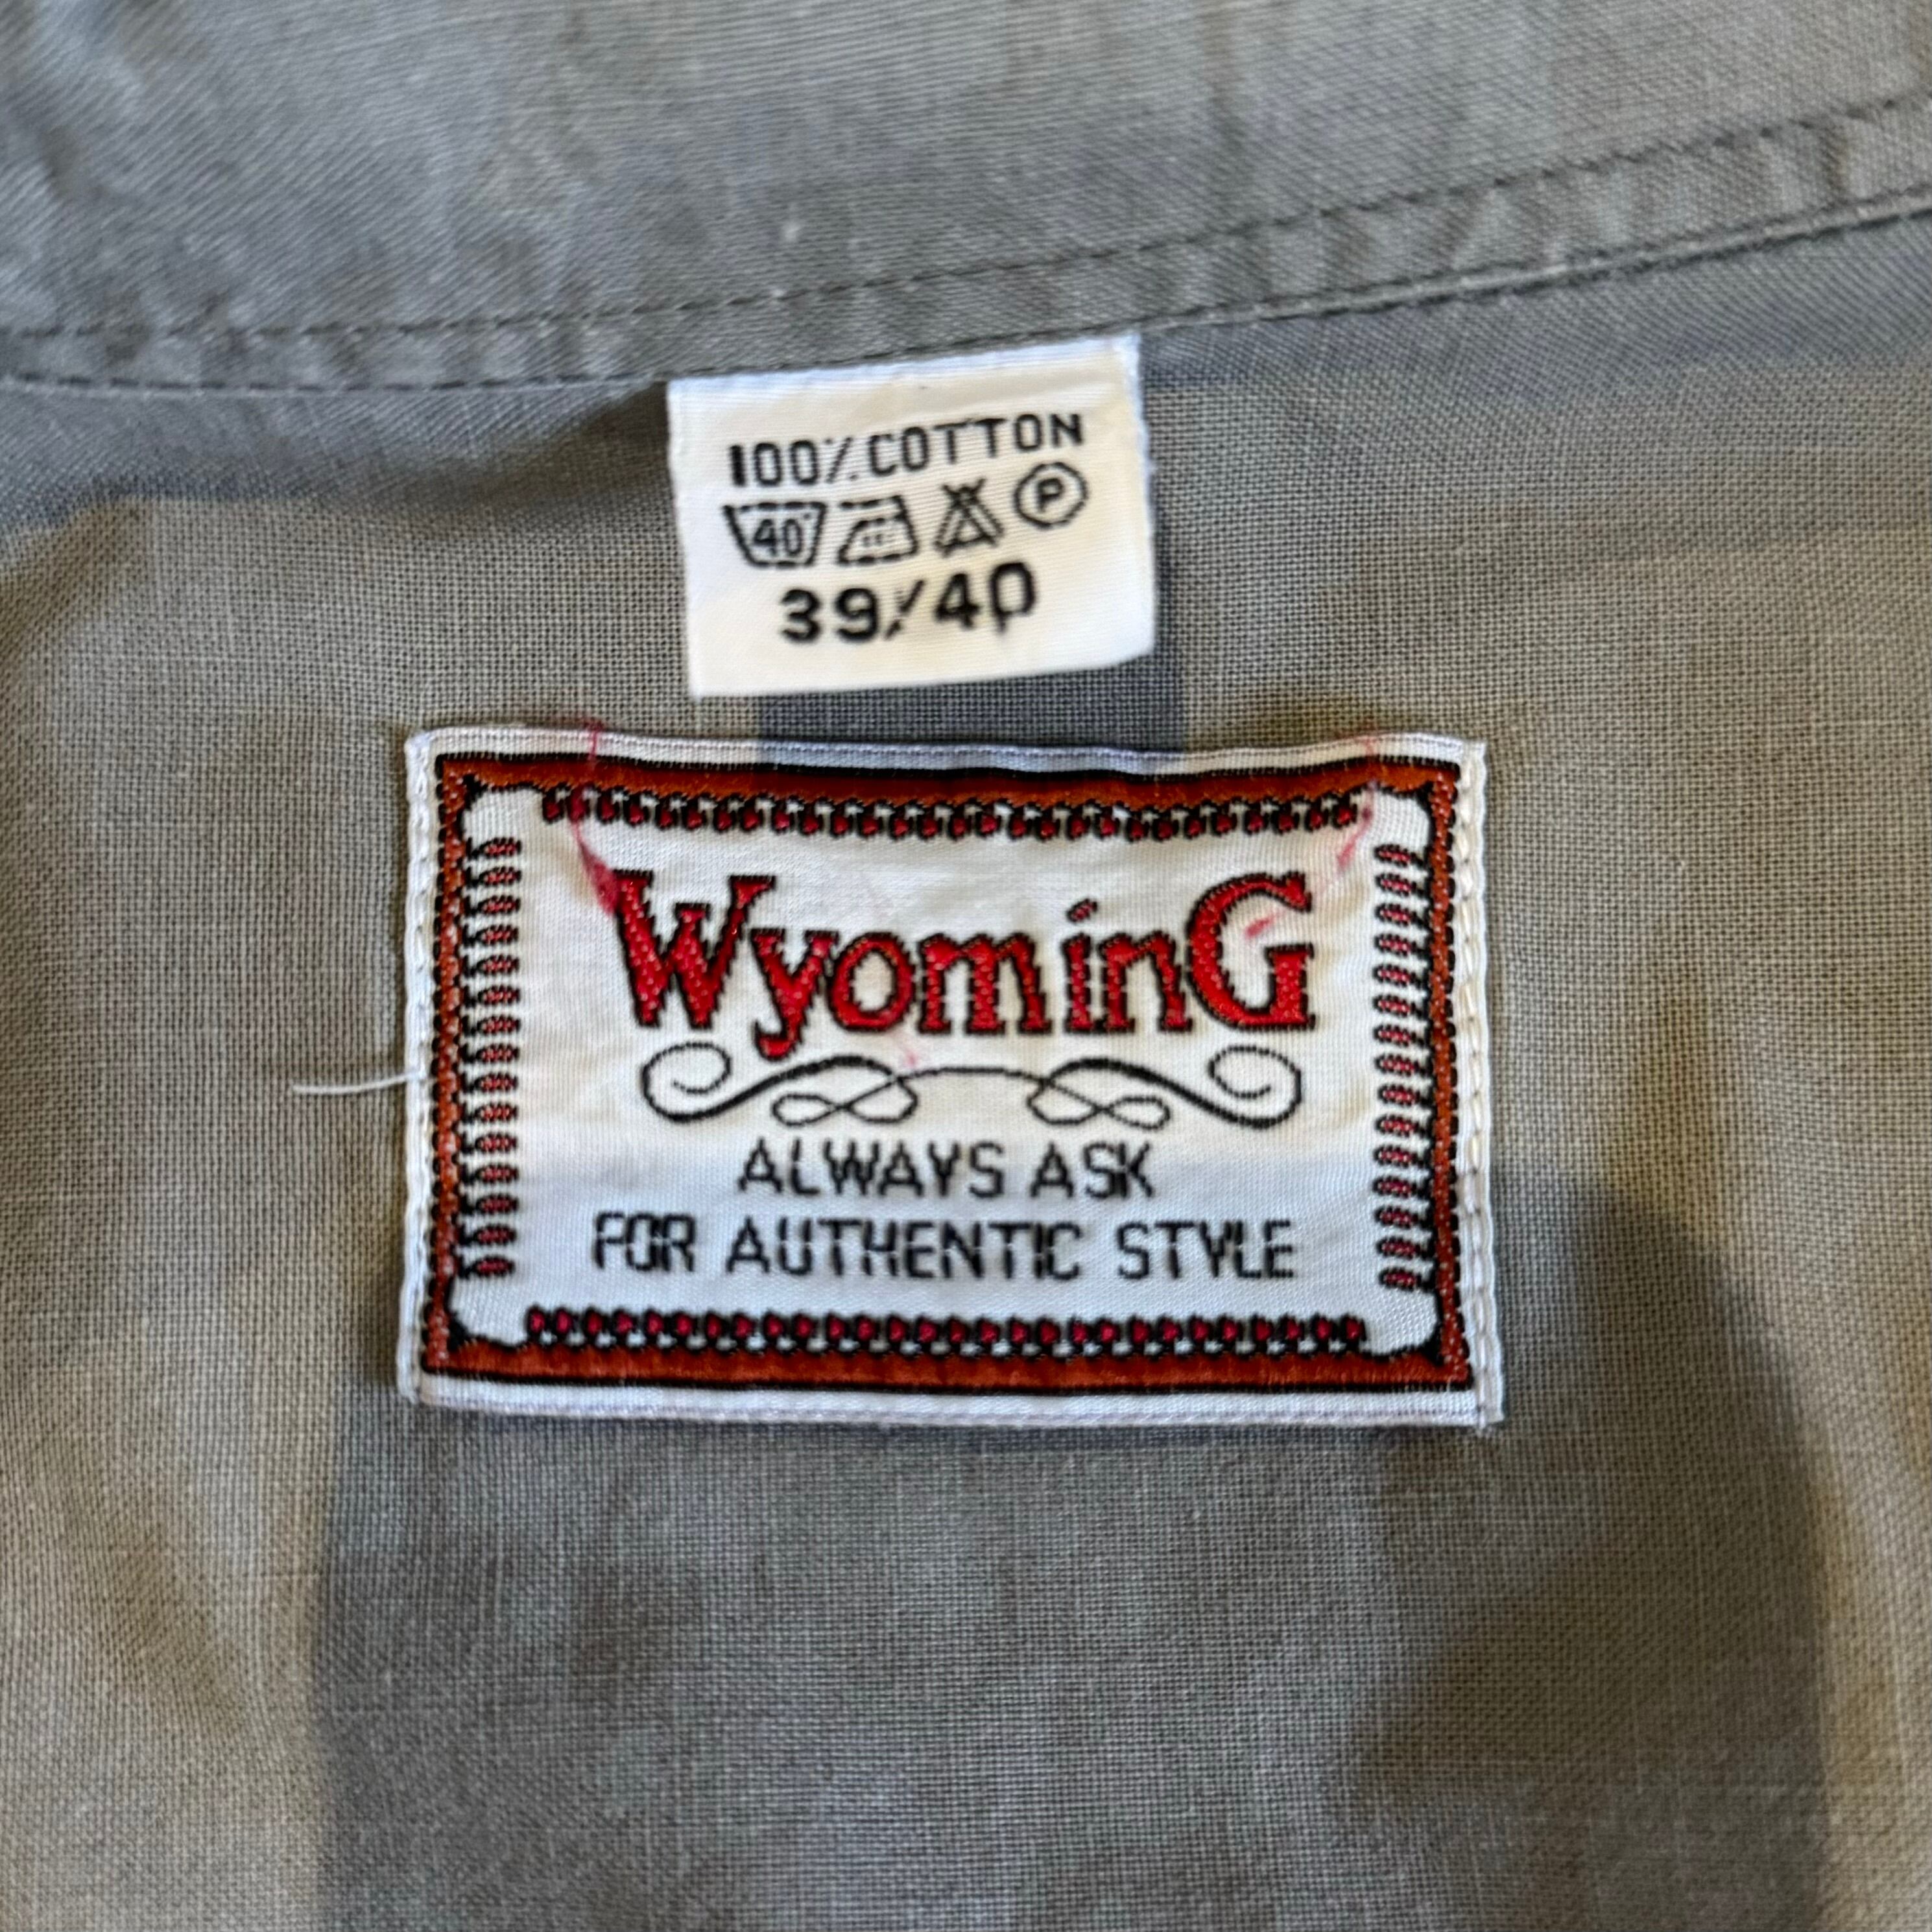 100% COTTON
40° P
39/40
WyominG
ALWAYS ASK
FOR AUTHENTIC STYLE